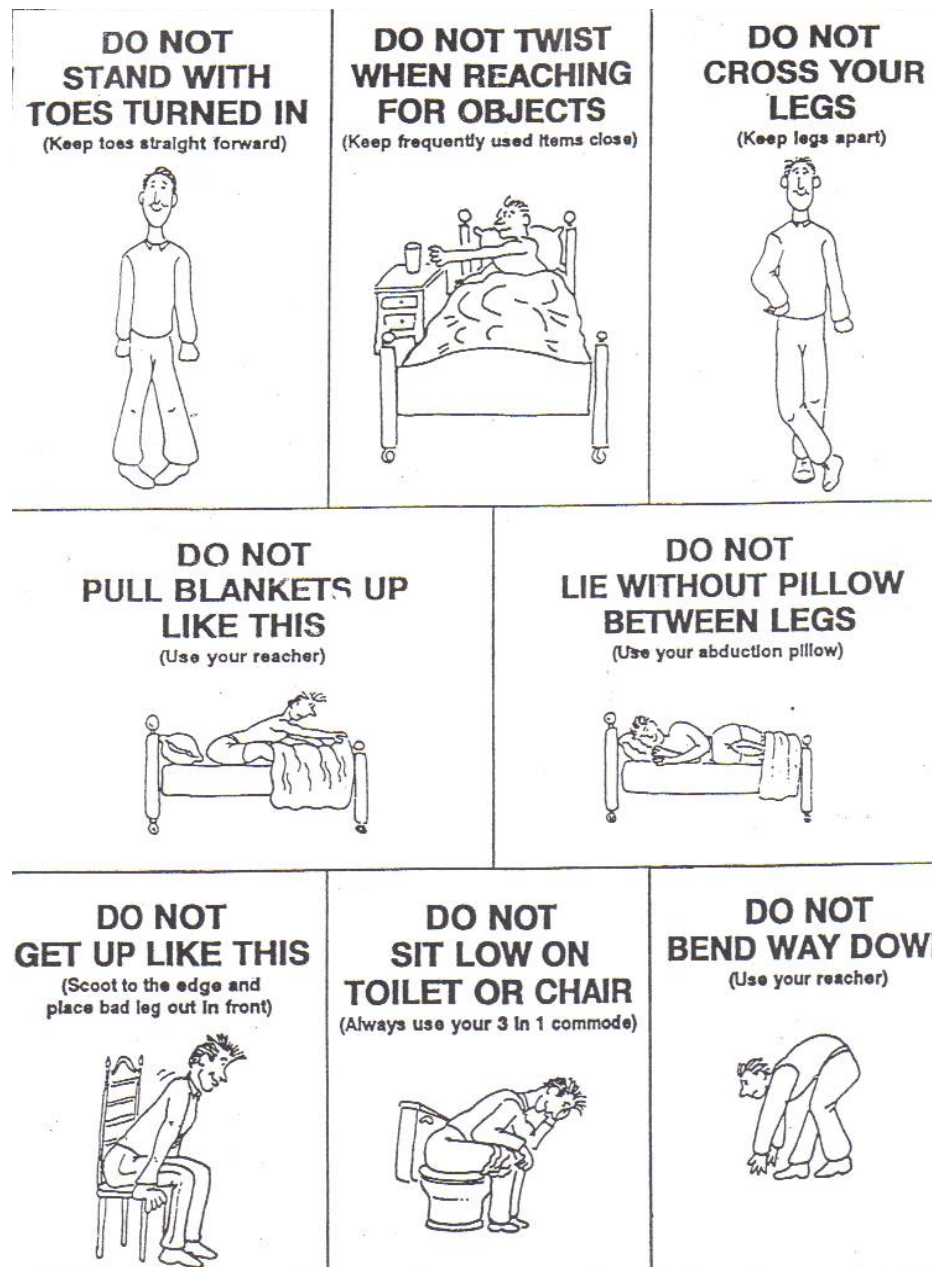 DO NOT
STAND WITH
TOES TURNED IN
(Keep toes straight forward)
DO NOT TWIST
WHEN REACHING
FOR OBJECTS
(Keep frequently used items close)
DO NOT
CROSS YOUR
LEGS
(Keep legs apart)
DO NOT
PULL BLANKETS UP
LIKE THIS
(Use your reacher)
DO NOT
LIE WITHOUT PILLOW
BETWEEN LEGS
(Use your abduction pillow)
DO NOT
GET UP LIKE THIS
(Scoot to the edge and
place bad leg out in front)
DO NOT
SIT LOW ON
TOILET OR CHAIR
(Always use your 3 in 1 commode)
DO NOT
BEND WAY DOW
(Use your reacher)